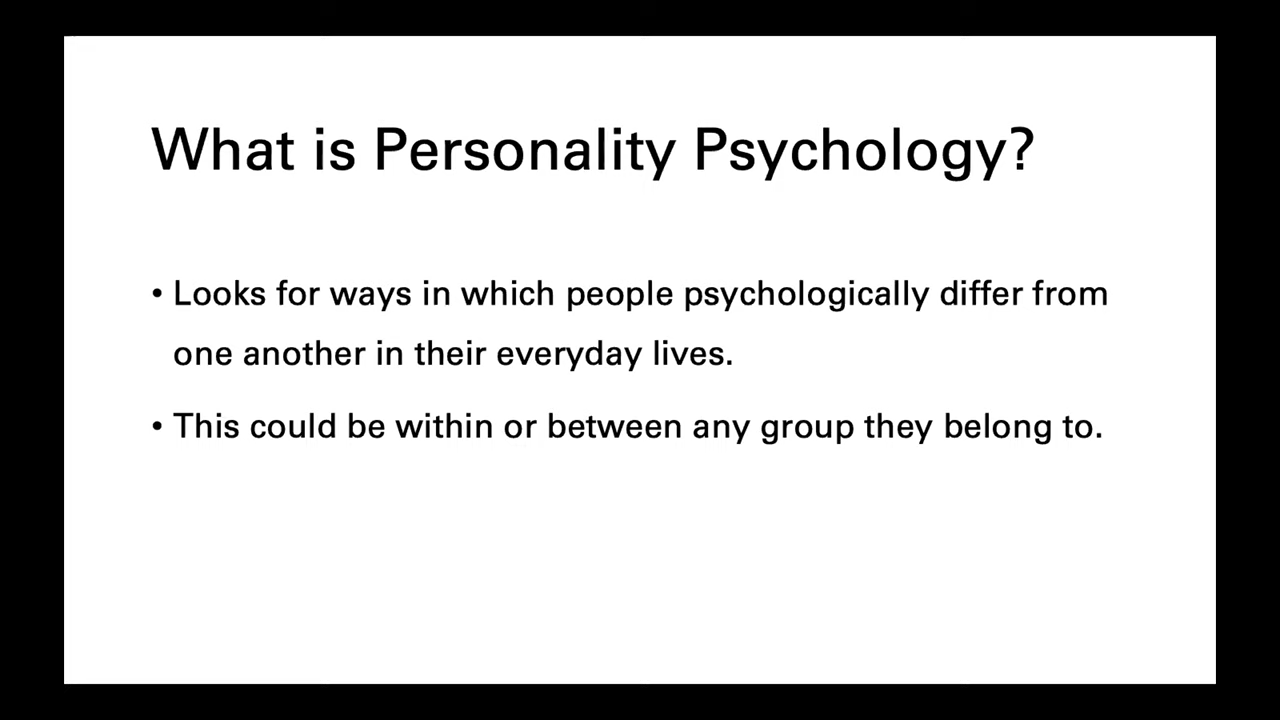 What is Personality Psychology?
• Looks for ways in which people psychologically differ from
one another in their everyday lives.
• This could be within or between any group they belong to.